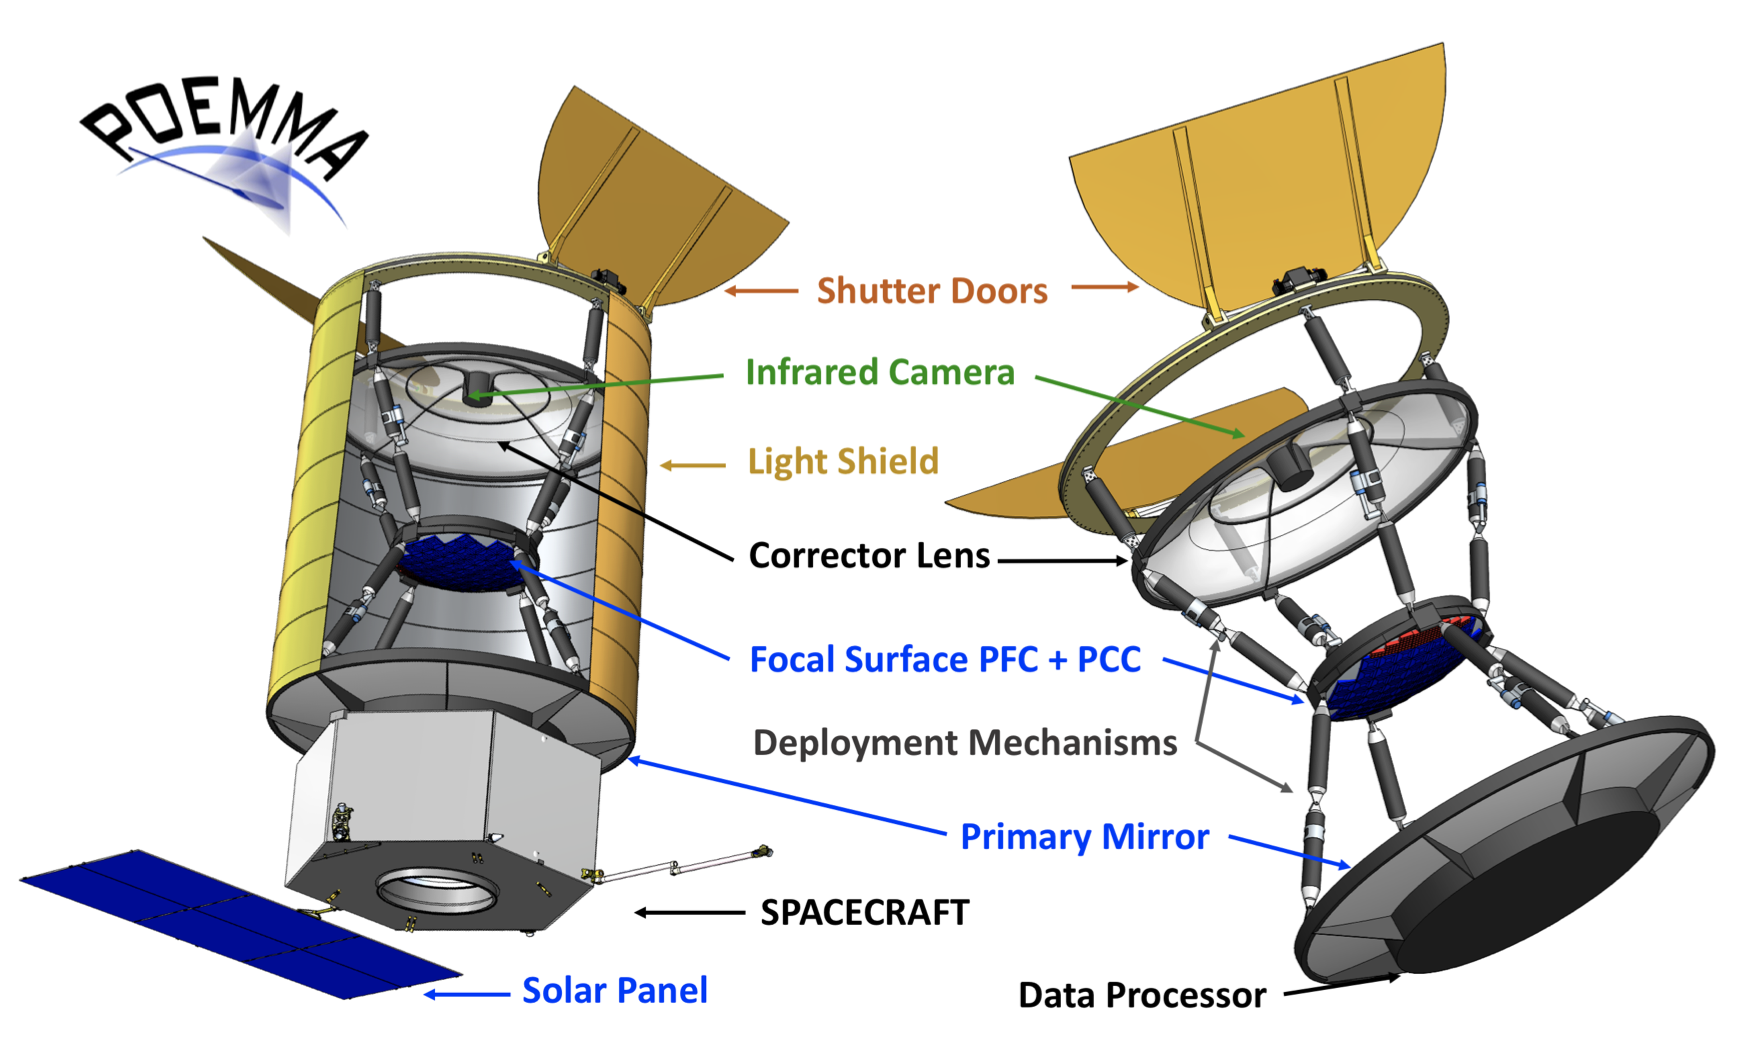 POEMMA
Shutter Doors
Infrared Camera
Light Shield
Corrector Lens
Focal Surface PFC + PCC
Deployment Mechanisms
Primary Mirror
SPACECRAFT
Solar Panel
Data Processor